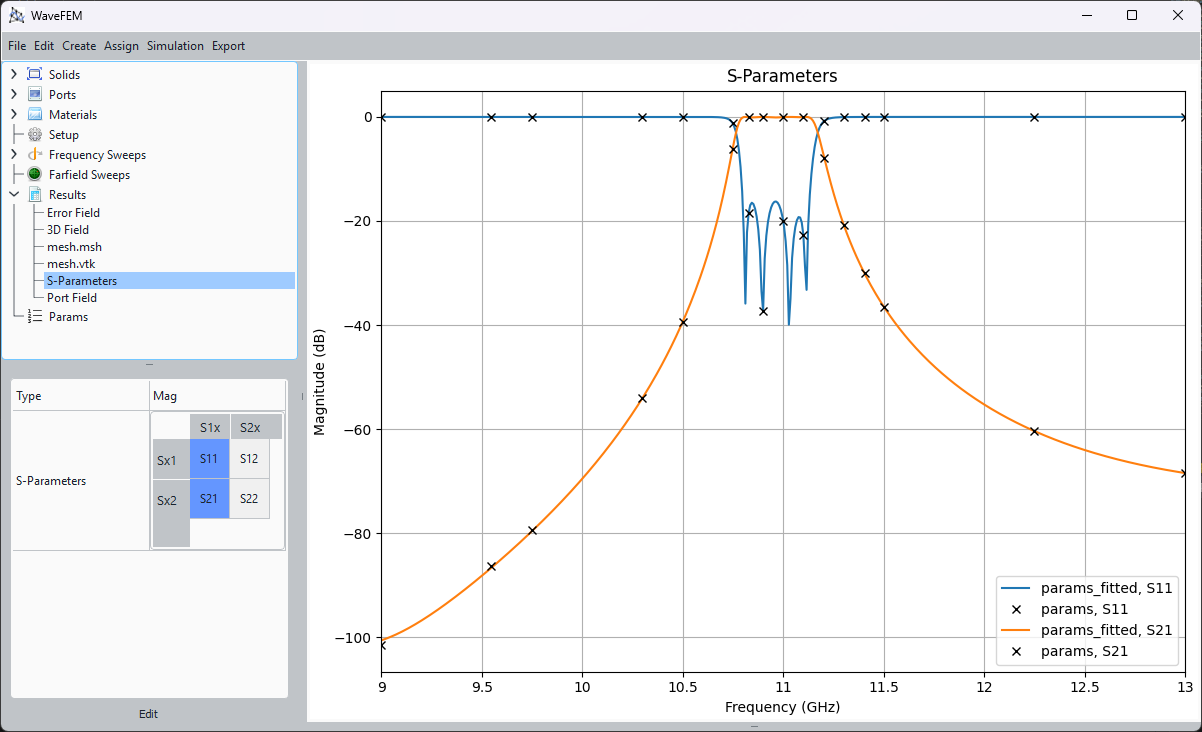 WaveFEM
File Edit Create Assign Simulation Export
Solids
Ports
Materials
Setup
Frequency Sweeps
Farfield Sweeps
Results
Error Field
3D Field
mesh.msh
mesh.vtk
S-Parameters
Port Field
Params
Type Mag
S1x S2x
Sx1 S11 S12
S-Parameters
Sx2 S21 S22
Edit
S-Parameters
0
−20
−40
−60
−80
−100
Magnitude (dB)
9 9.5 10 10.5 11 11.5 12 12.5 13
Frequency (GHz)
params_fitted, S11
params, S11
params_fitted, S21
params, S21